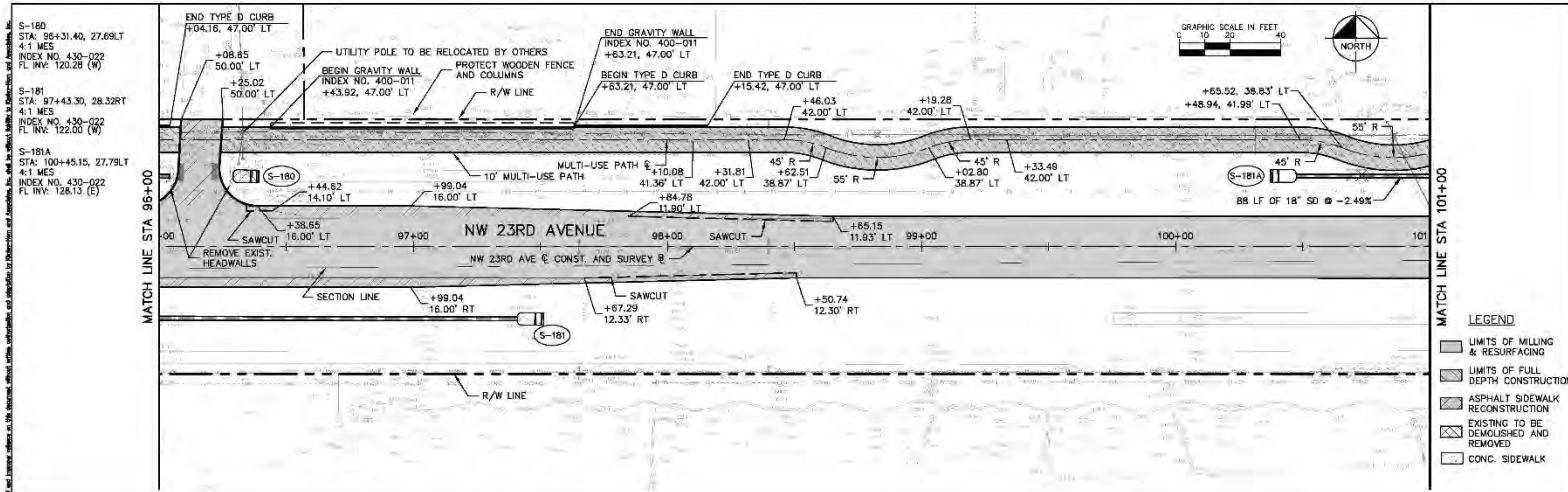 S-180
STA: 96+31.40, 27.69LT
4:1 MES
INDEX NO. 430-022
FL INV: 120.28 (W)
S-181
STA: 97+43.30, 28.32RT
4:1 MES
INDEX NO. 430-022
FL INV: 122.00 (W)
S-181A
STA: 100+45.15, 27.79LT
4:1 MES
INDEX NO. 430-022
FL INV: 128.13 (E)
MATCH LINE STA 96+00
END TYPE D CURB
+04.16, 47.00' LT
+08.65
50.00' LT
+25.02
50.00' LT
UTILITY POLE TO BE RELOCATED BY OTHERS
BEGIN GRAVITY WALL
INDEX NO. 400-011
+43.92, 47.00' LT
PROTECT WOODEN FENCE
AND COLUMNS
R/W LINE
END GRAVITY WALL
INDEX NO. 400-011
+63.21, 47.00' LT
BEGIN TYPE D CURB
+63.21, 47.00' LT
END TYPE D CURB
+15.42, 47.00' LT
+46.03
42.00' LT
+19.28
42.00' LT
+65.52, 38.83' LT
+48.94, 41.99' LT
55' R
45' R
GRAPHIC SCALE IN FEET
0 10 20 40
NORTH
MULTI-USE PATH ℄
10' MULTI-USE PATH
+10.08
41.36' LT
+31.81
42.00' LT
45' R
+62.51
38.87' LT
55' R
45' R
+02.80
38.87' LT
+33.49
42.00' LT
S-180
S-181A
88 LF OF 18" SD @ -2.49%
+44.62
14.10' LT
+38.65
16.00' LT
+99.04
16.00' LT
+84.78
11.90' LT
+65.15
11.93' LT
SAWCUT
SAWCUT
REMOVE EXIST.
HEADWALLS
NW 23RD AVENUE
+00
97+00
98+00
99+00
100+00
101
NW 23RD AVE ℄ CONST. AND SURVEY
SECTION LINE
+99.04
16.00' RT
SAWCUT
+67.29
12.33' RT
+50.74
12.30' RT
S-181
R/W LINE
MATCH LINE STA 101+00
LEGEND
LIMITS OF MILLING
& RESURFACING
LIMITS OF FULL
DEPTH CONSTRUCTION
ASPHALT SIDEWALK
RECONSTRUCTION
EXISTING TO BE
DEMOLISHED AND
REMOVED
CONC. SIDEWALK